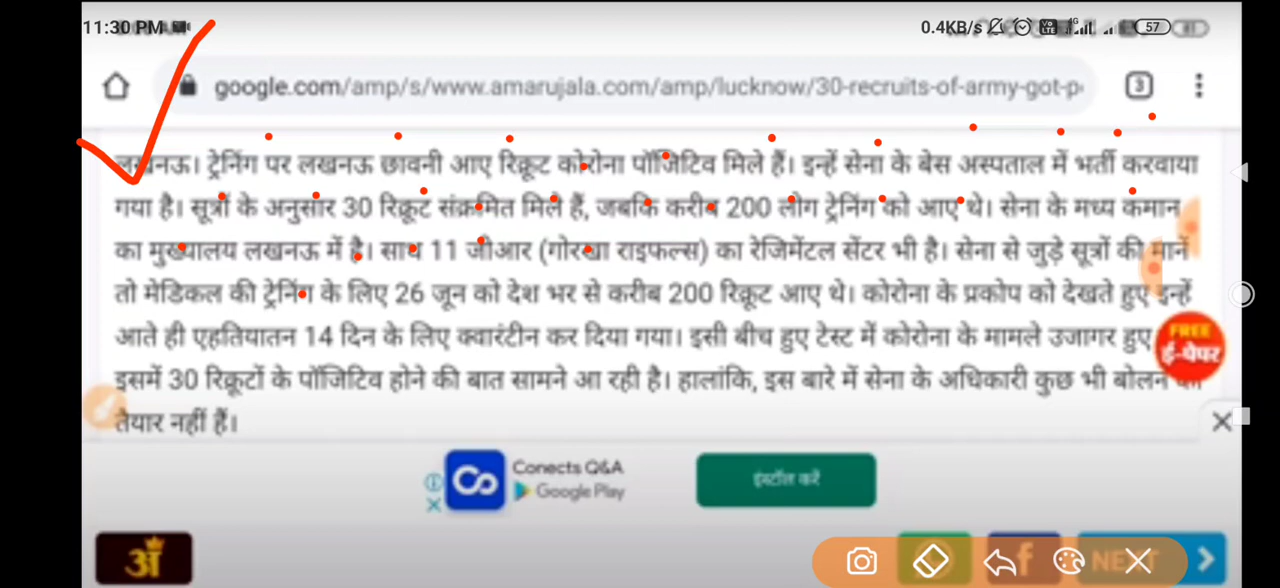 11:30 PM 0.4KB/s 4G 57
google.com/amp/s/www.amarujala.com/amp/lucknow/30-recruits-of-army-got-p 3
लखनऊ। ट्रेनिंग पर लखनऊ छावनी आए रिक्रूट कोरोना पॉजिटिव मिले हैं। इन्हें सेना के बेस अस्पताल में भर्ती करवाया
गया है। सूत्रों के अनुसार 30 रिक्रूट संक्रमित मिले हैं, जबकि करीब 200 लोग ट्रेनिंग को आए थे। सेना के मध्य कमान
का मुख्यालय लखनऊ में है। साथ 11 जीआर (गोरखा राइफल्स) का रेजिमेंटल सेंटर भी है। सेना से जुड़े सूत्रों की मानें
तो मेडिकल की ट्रेनिंग के लिए 26 जून को देश भर से करीब 200 रिक्रूट आए थे। कोरोना के प्रकोप को देखते हुए इन्हें
आते ही एहतियातन 14 दिन के लिए क्वारंटीन कर दिया गया। इसी बीच हुए टेस्ट में कोरोना के मामले उजागर हुए
FREE
ई-पेपर
इसमें 30 रिक्रूटों के पॉजिटिव होने की बात सामने आ रही है। हालांकि, इस बारे में सेना के अधिकारी कुछ भी बोलने को
तैयार नहीं हैं।
Conects Q&A
Google Play
इंस्टॉल करें
अ NEXT